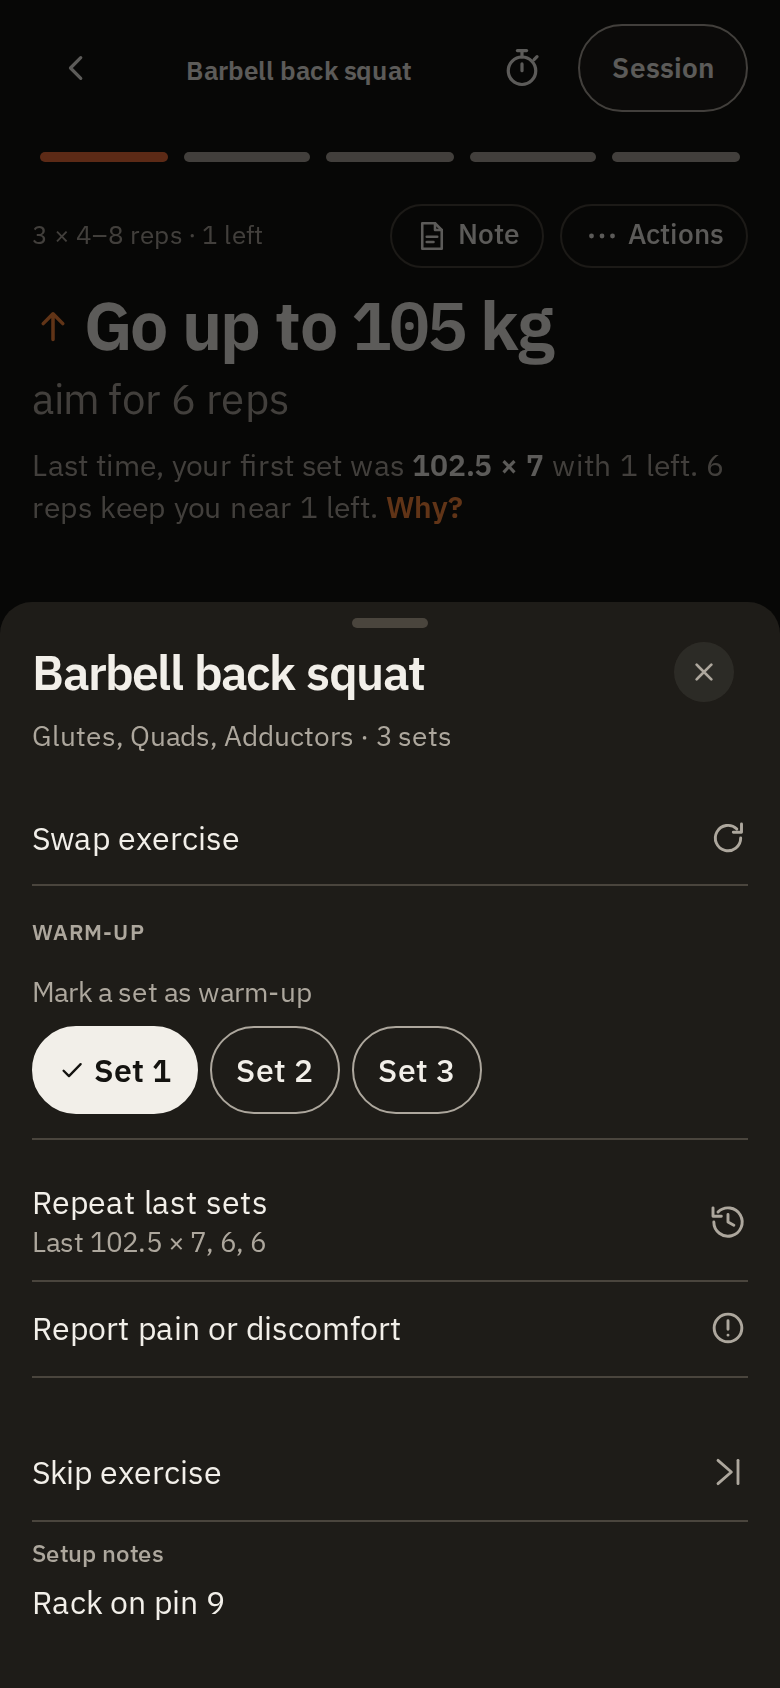 Barbell back squat
Session
3 × 4–8 reps · 1 left
Note
Actions
↑ Go up to 105 kg
aim for 6 reps
Last time, your first set was 102.5 × 7 with 1 left. 6
reps keep you near 1 left. Why?
Barbell back squat
Glutes, Quads, Adductors · 3 sets
Swap exercise
WARM-UP
Mark a set as warm-up
Set 1
Set 2
Set 3
Repeat last sets
Last 102.5 × 7, 6, 6
Report pain or discomfort
Skip exercise
Setup notes
Rack on pin 9